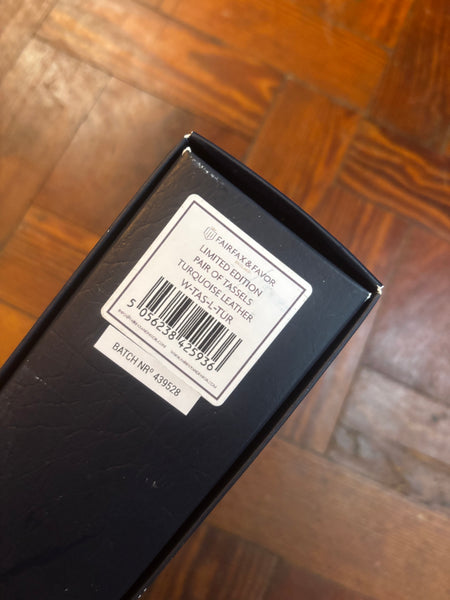 FAIRFAX & FAVOR
LIMITED EDITION
PAIR OF TASSELS
TURQUOISE LEATHER
W-TAS-L-TUR
5 056238 425936
BATCH NRº 439528